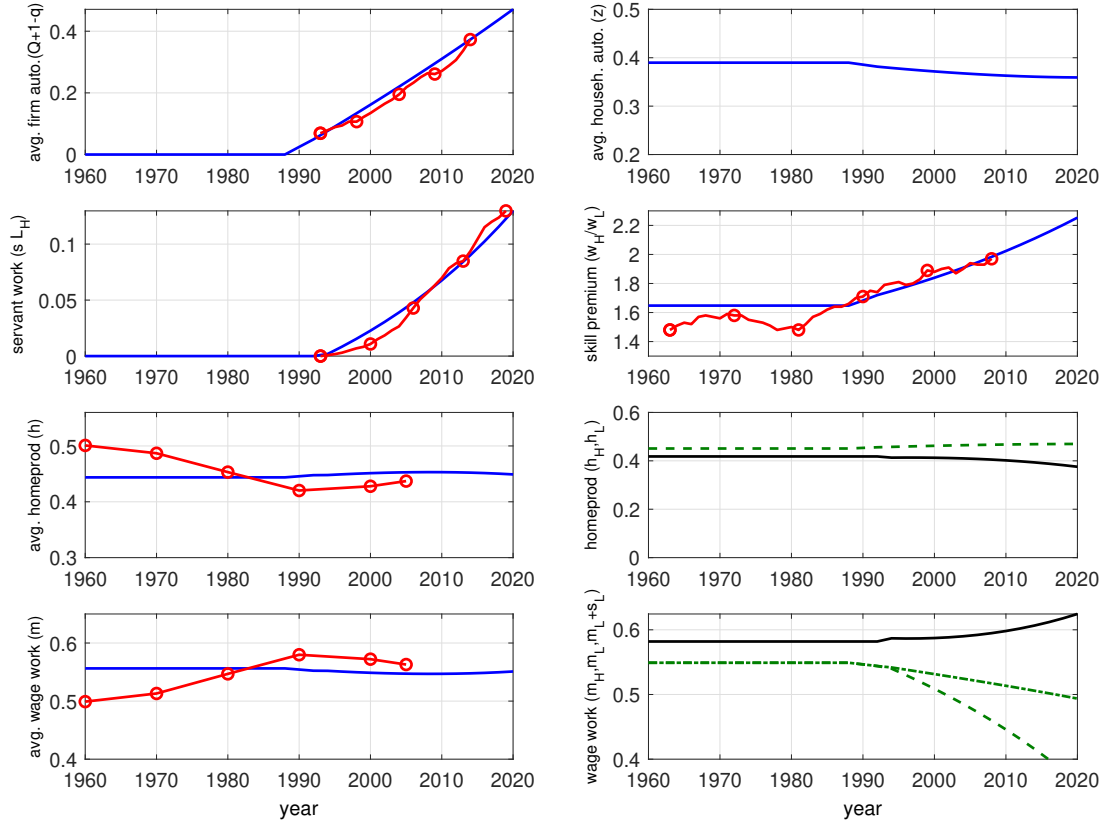 avg. firm auto.(Q+1-q)
0.4
0.2
0
1960 1970 1980 1990 2000 2010 2020
avg. househ. auto. (z)
0.5
0.4
0.3
0.2
1960 1970 1980 1990 2000 2010 2020
servant work (s L_H)
0.1
0.05
0
1960 1970 1980 1990 2000 2010 2020
skill premium (w_H/w_L)
2.2
2
1.8
1.6
1.4
1960 1970 1980 1990 2000 2010 2020
avg. homeprod (h)
0.5
0.4
0.3
1960 1970 1980 1990 2000 2010 2020
homeprod (h_H,h_L)
0.6
0.4
0.2
0
1960 1970 1980 1990 2000 2010 2020
avg. wage work (m)
0.6
0.5
0.4
1960 1970 1980 1990 2000 2010 2020
year
wage work (m_H,m_L,m_L+s_L)
0.6
0.5
0.4
1960 1970 1980 1990 2000 2010 2020
year